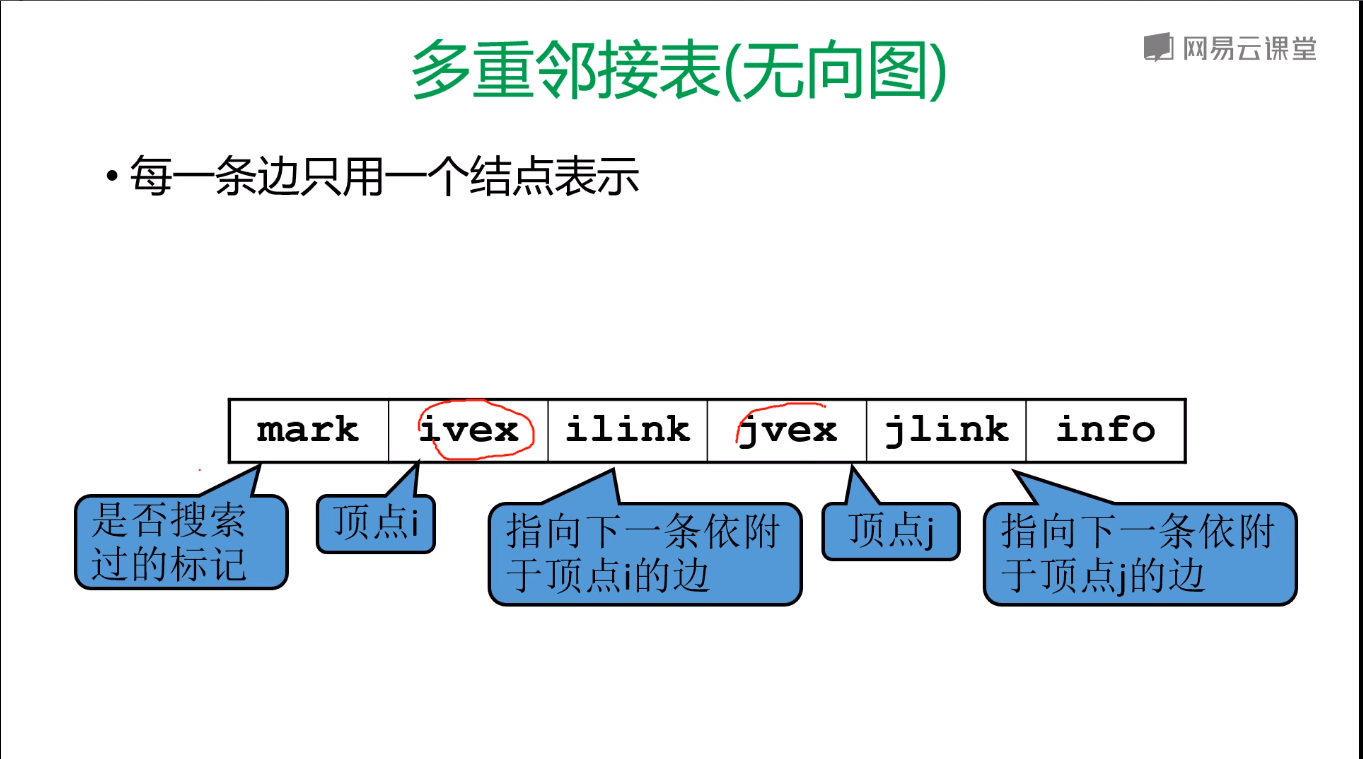 网易云课堂
多重邻接表(无向图)
• 每一条边只用一个结点表示
mark ivex ilink jvex jlink info
是否搜索
过的标记
顶点i
指向下一条依附
于顶点i的边
顶点j
指向下一条依附
于顶点j的边